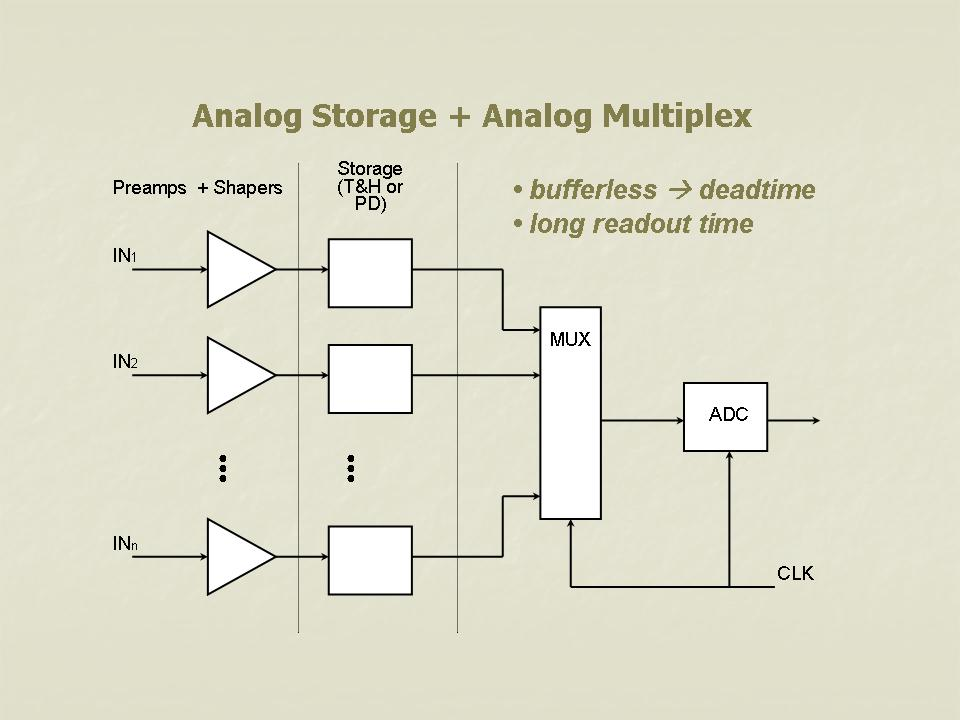 Analog Storage + Analog Multiplex
Preamps + Shapers
Storage
(T&H or
PD)
• bufferless → deadtime
• long readout time
IN1
IN2
INn
MUX
ADC
CLK